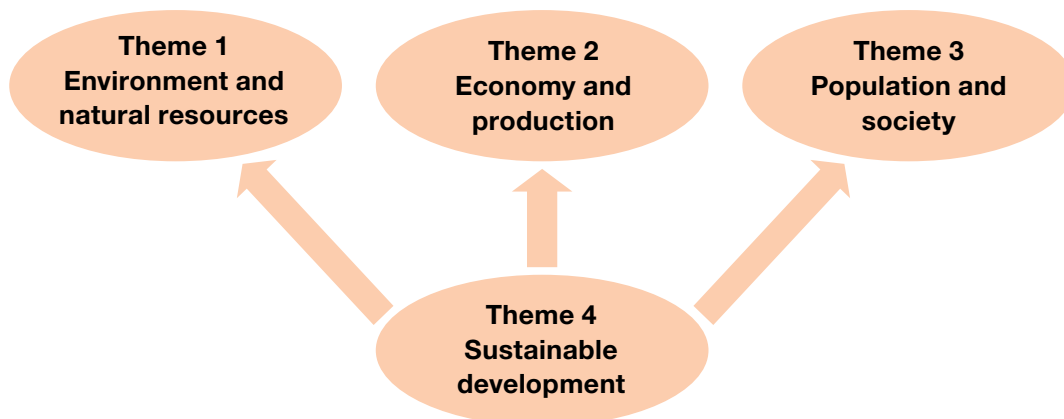 Theme 1
Environment and
natural resources
Theme 2
Economy and
production
Theme 3
Population and
society
Theme 4
Sustainable
development